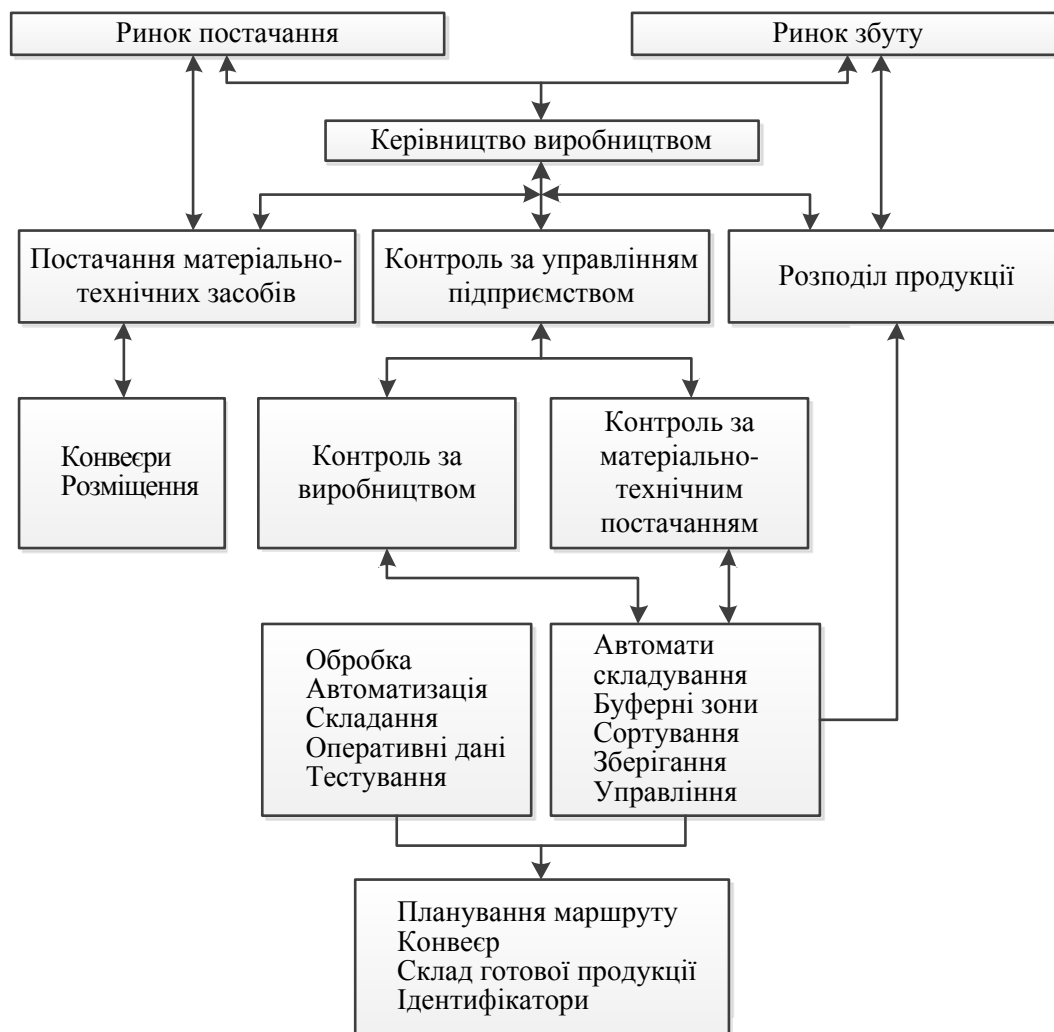 Ринок постачання
Ринок збуту
Керівництво виробництвом
Постачання матеріально-
технічних засобів
Контроль за управлінням
підприємством
Розподіл продукції
Конвеєри
Розміщення
Контроль за
виробництвом
Контроль за
матеріально-
технічним
постачанням
Обробка
Автоматизація
Складання
Оперативні дані
Тестування
Автомати
складування
Буферні зони
Сортування
Зберігання
Управління
Планування маршруту
Конвеєр
Склад готової продукції
Ідентифікатори